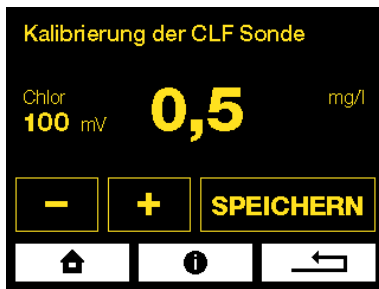 Kalibrierung der CLF Sonde
Chlor
100 mV 0,5 mg/l
− + SPEICHERN